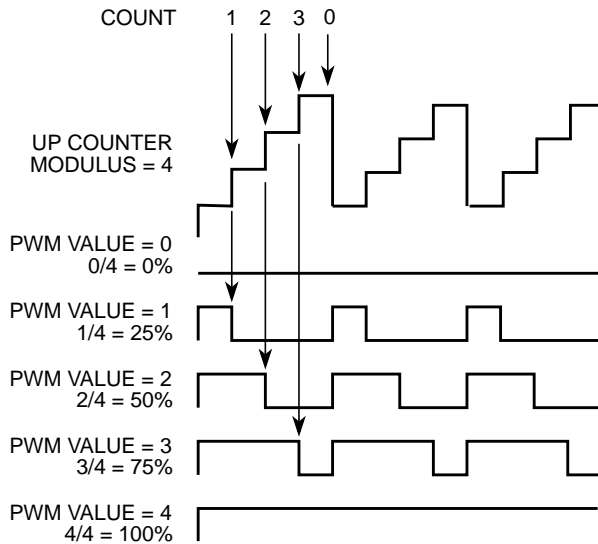 COUNT 1 2 3 0
UP COUNTER
MODULUS = 4
PWM VALUE = 0
0/4 = 0%
PWM VALUE = 1
1/4 = 25%
PWM VALUE = 2
2/4 = 50%
PWM VALUE = 3
3/4 = 75%
PWM VALUE = 4
4/4 = 100%